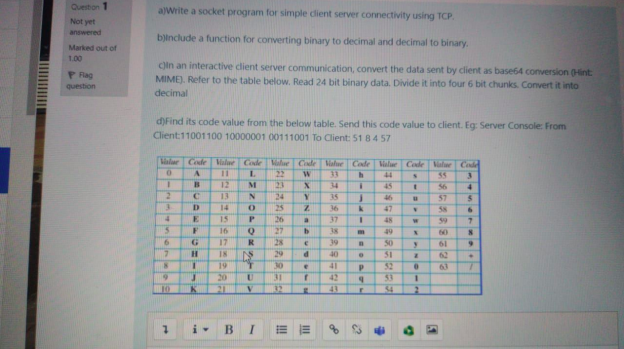 Question 1
Not yet
answered
Marked out of
1.00
Flag
question
a)Write a socket program for simple client server connectivity using TCP.
b)Include a function for converting binary to decimal and decimal to binary.
c)In an interactive client server communication, convert the data sent by client as base64 conversion (Hint:
MIME). Refer to the table below. Read 24 bit binary data. Divide it into four 6 bit chunks. Convert it into
decimal
d)Find its code value from the below table. Send this code value to client. Eg: Server Console: From
Client:11001100 10000001 00111001 To Client: 51 8 4 57
Value Code Value Code Value Code Value Code Value Code Value Code
0 A 11 L 22 W 33 h 44 s 55 3
1 B 12 M 23 X 34 i 45 t 56 4
2 C 13 N 24 Y 35 j 46 u 57 5
3 D 14 O 25 Z 36 k 47 v 58 6
4 E 15 P 26 a 37 l 48 w 59 7
5 F 16 Q 27 b 38 m 49 x 60 8
6 G 17 R 28 c 39 n 50 y 61 9
7 H 18 S 29 d 40 o 51 z 62 +
8 I 19 T 30 e 41 p 52 0 63 /
9 J 20 U 31 f 42 q 53 1
10 K 21 V 32 g 43 r 54 2
i B I